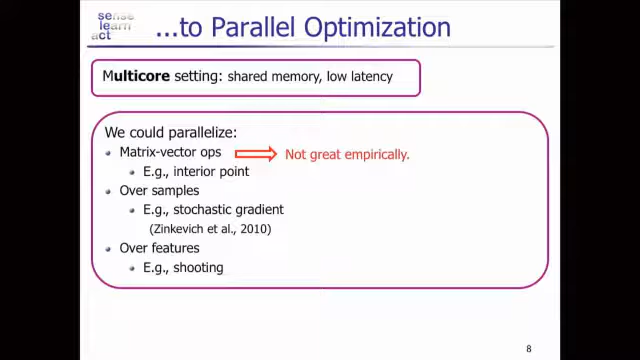 sense
learn
act
...to Parallel Optimization
Multicore setting: shared memory, low latency
We could parallelize:
Matrix-vector ops
Not great empirically.
E.g., interior point
Over samples
E.g., stochastic gradient
(Zinkevich et al., 2010)
Over features
E.g., shooting
8